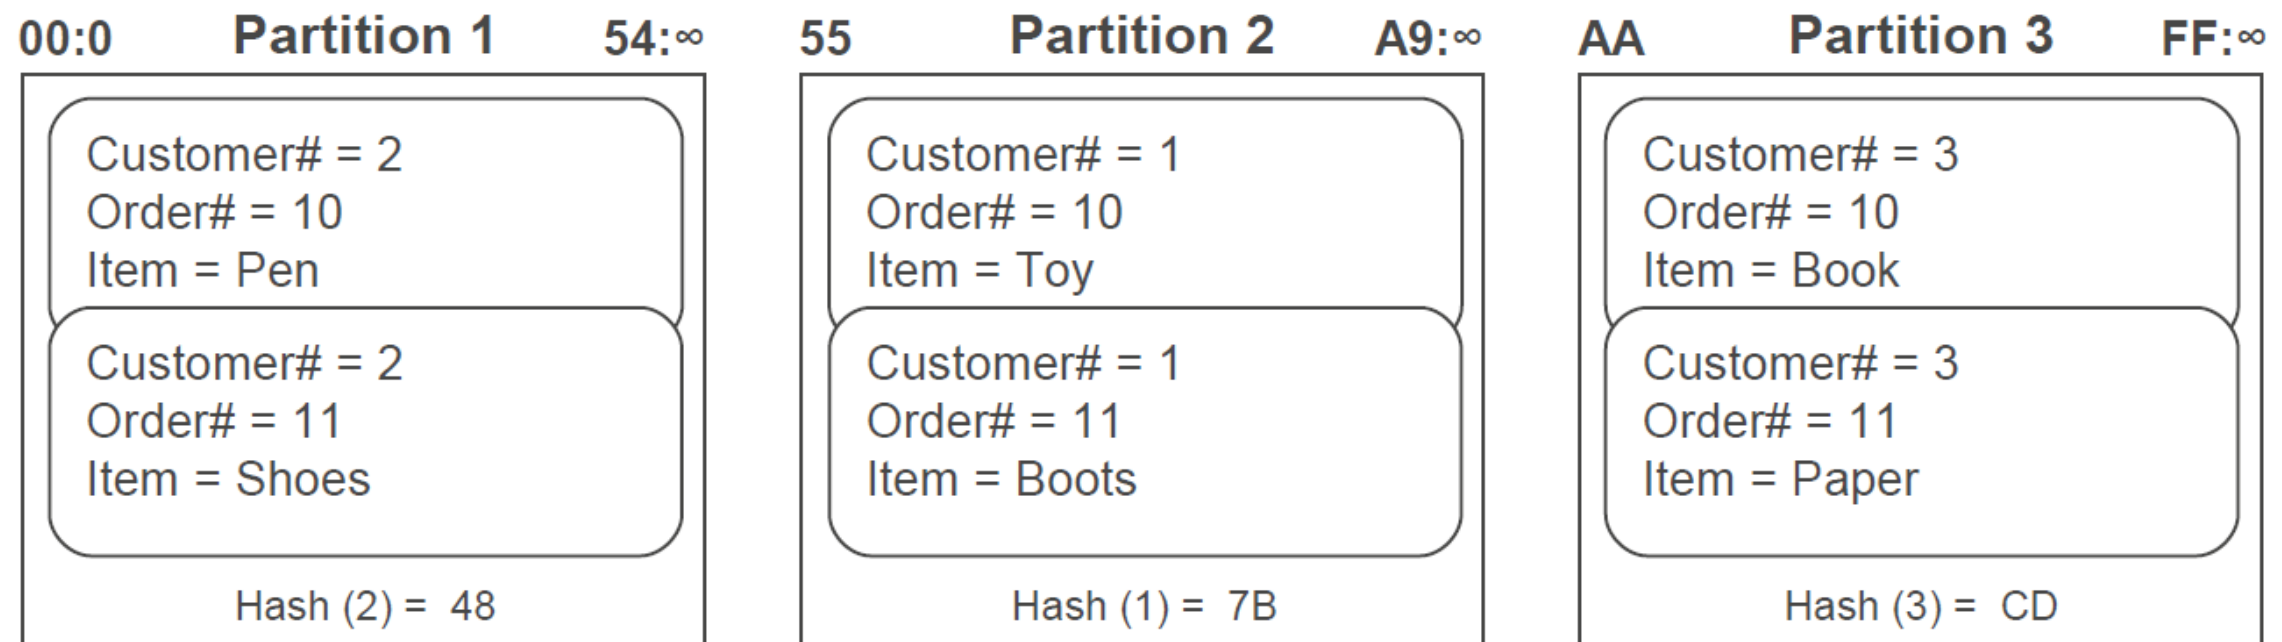 00:0 Partition 1 54:∞
Customer# = 2
Order# = 10
Item = Pen
Customer# = 2
Order# = 11
Item = Shoes
Hash (2) = 48
55 Partition 2 A9:∞
Customer# = 1
Order# = 10
Item = Toy
Customer# = 1
Order# = 11
Item = Boots
Hash (1) = 7B
AA Partition 3 FF:∞
Customer# = 3
Order# = 10
Item = Book
Customer# = 3
Order# = 11
Item = Paper
Hash (3) = CD